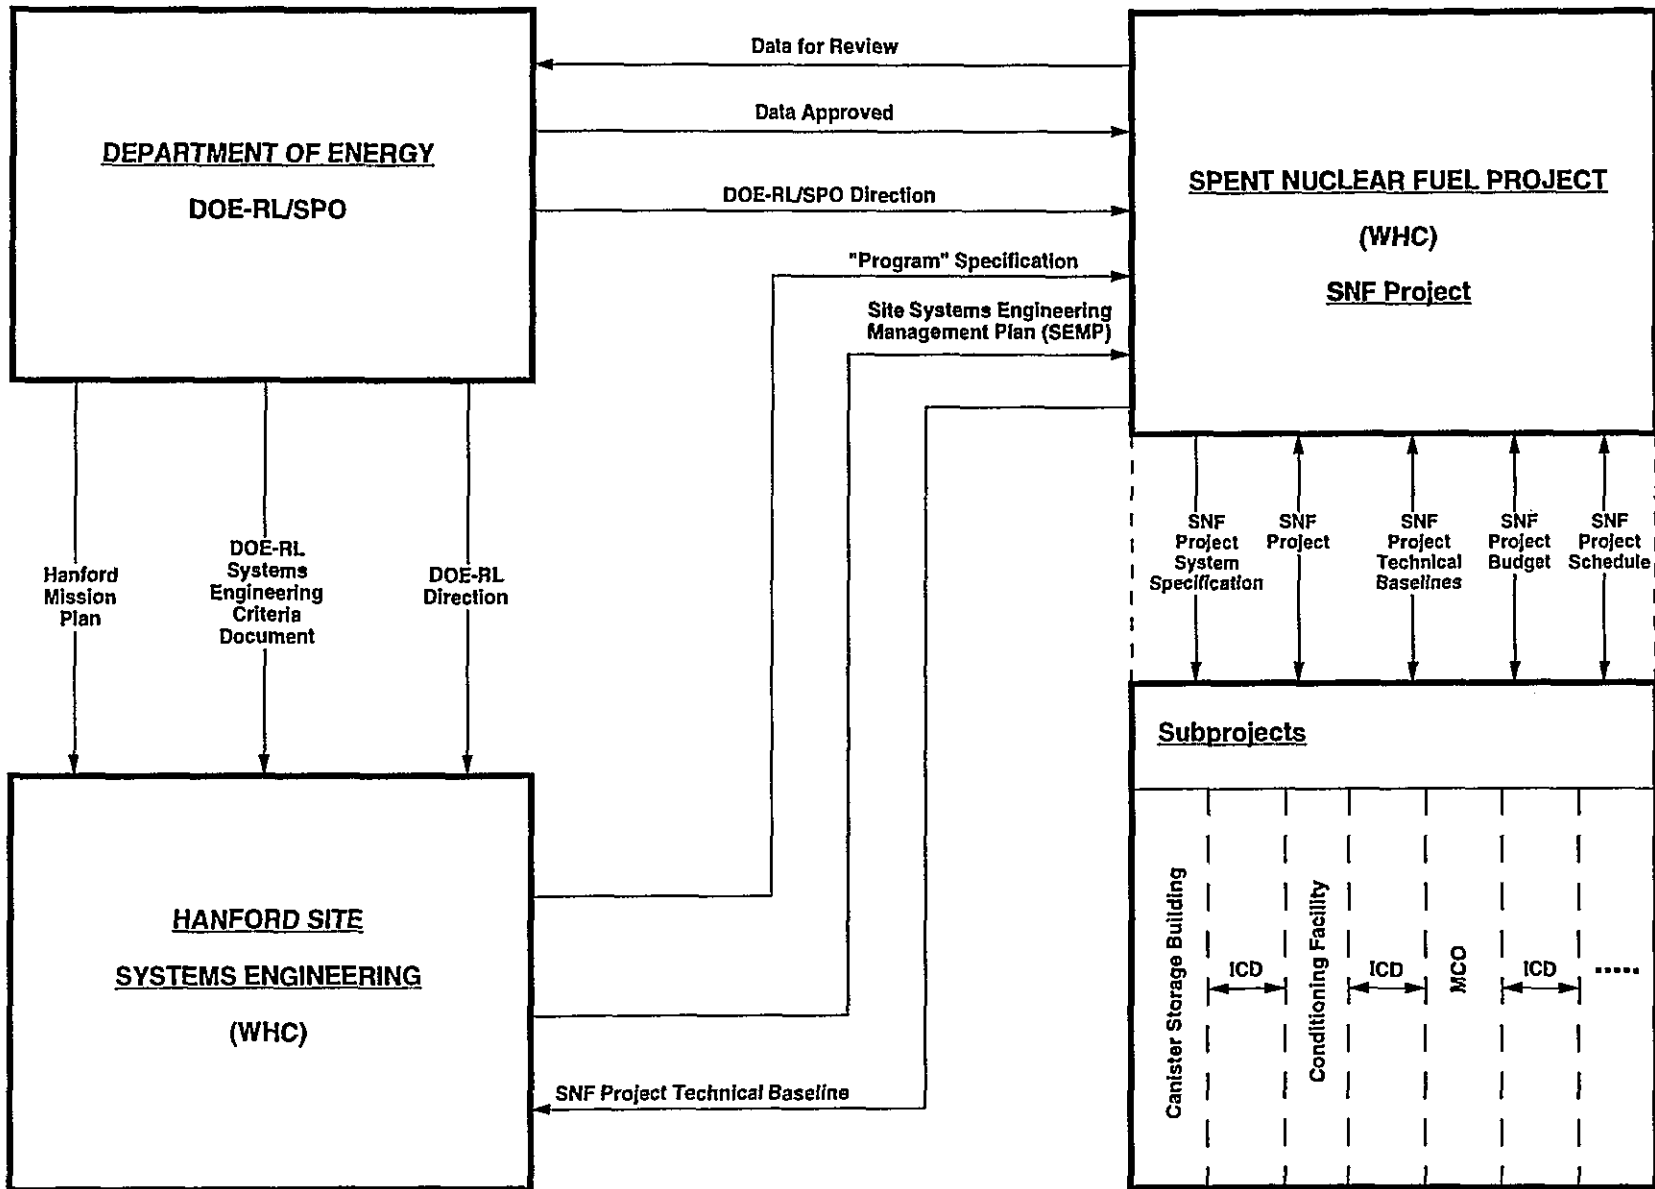 Data for Review
Data Approved
DEPARTMENT OF ENERGY
DOE-RL/SPO
DOE-RL/SPO Direction
SPENT NUCLEAR FUEL PROJECT
(WHC)
SNF Project
"Program" Specification
Site Systems Engineering
Management Plan (SEMP)
Hanford
Mission
Plan
DOE-RL
Systems
Engineering
Criteria
Document
DOE-RL
Direction
SNF
Project
System
Specification
SNF
Project
SNF
Project
Technical
Baselines
SNF
Project
Budget
SNF
Project
Schedule
Subprojects
HANFORD SITE
SYSTEMS ENGINEERING
(WHC)
SNF Project Technical Baseline
Canister Storage Building
ICD
Conditioning Facility
ICD
MCO
ICD
.....